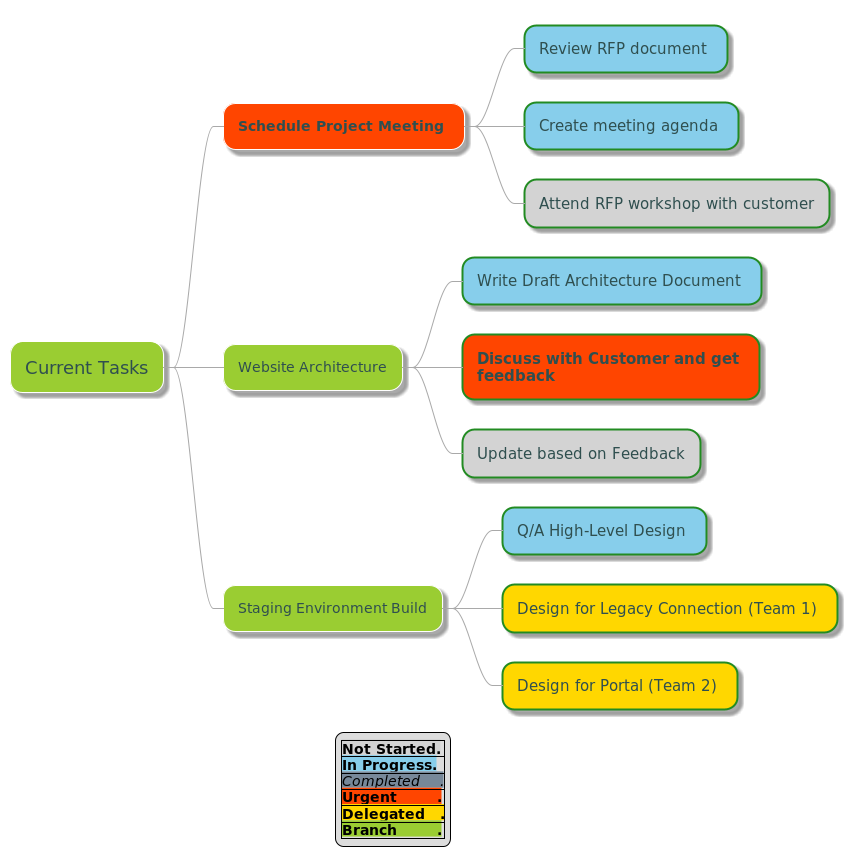 Review RFP document
Create meeting agenda
Attend RFP workshop with customer
Schedule Project Meeting
Write Draft Architecture Document
Discuss with Customer and get
feedback
Update based on Feedback
Website Architecture
Current Tasks
Q/A High-Level Design
Design for Legacy Connection (Team 1)
Design for Portal (Team 2)
Staging Environment Build
Not Started.
In Progress.
Completed .
Urgent .
Delegated .
Branch .